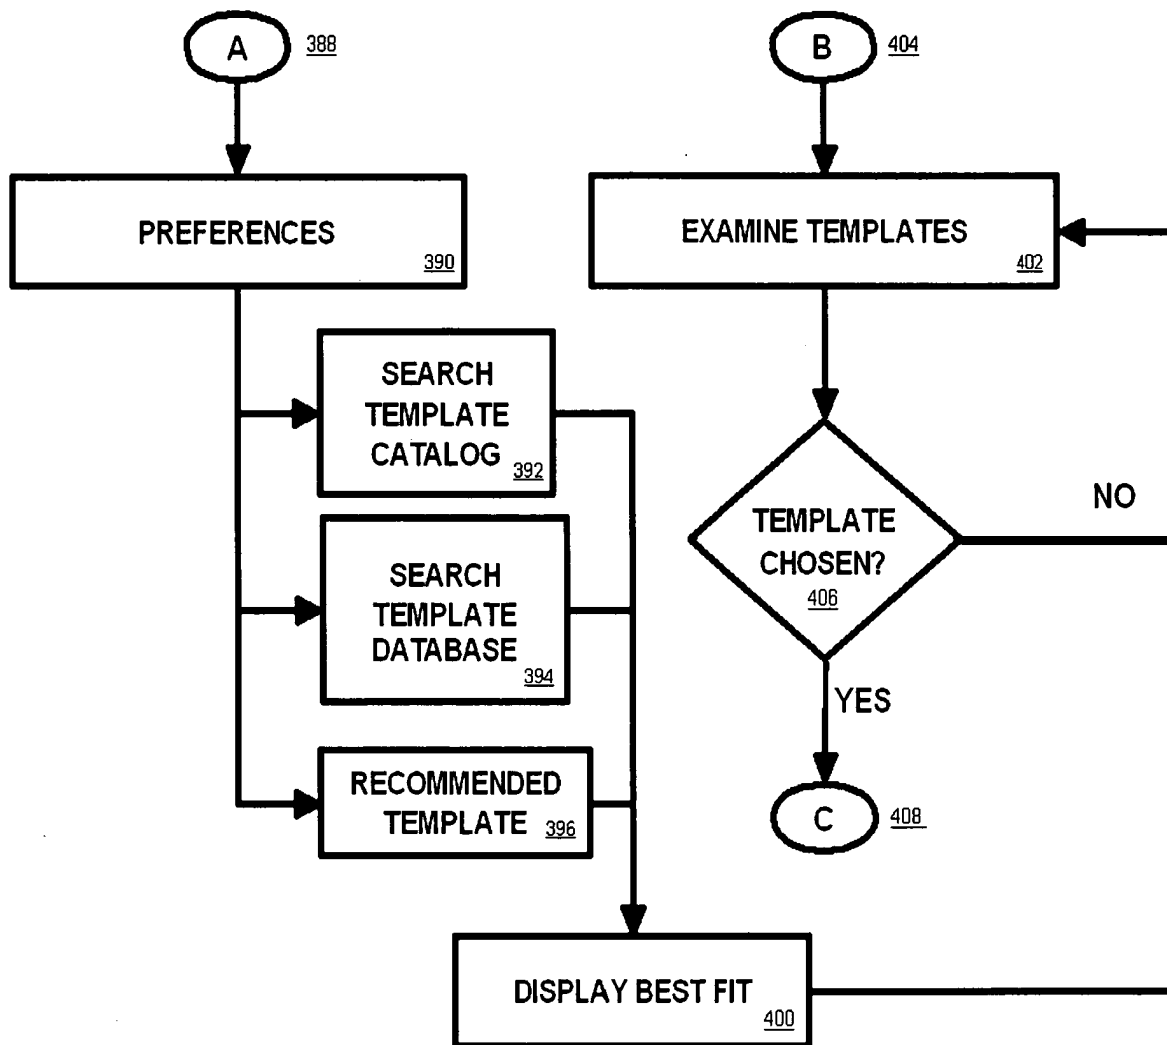 A
388
PREFERENCES
390
SEARCH
TEMPLATE
CATALOG
392
SEARCH
TEMPLATE
DATABASE
394
RECOMMENDED
TEMPLATE
396
DISPLAY BEST FIT
400
B
404
EXAMINE TEMPLATES
402
TEMPLATE
CHOSEN?
406
NO
YES
C
408